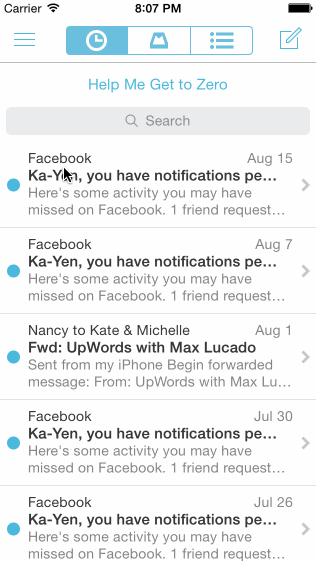 Carrier 8:07 PM
Help Me Get to Zero
Search
Facebook Aug 15
Ka-Yen, you have notifications pe...
Here's some activity you may have
missed on Facebook. 1 friend request...
Facebook Aug 7
Ka-Yen, you have notifications pe...
Here's some activity you may have
missed on Facebook. 1 friend request...
Nancy to Kate & Michelle Aug 1
Fwd: UpWords with Max Lucado
Sent from my iPhone Begin forwarded
message: From: UpWords with Max Lu...
Facebook Jul 30
Ka-Yen, you have notifications pe...
Here's some activity you may have
missed on Facebook. 1 friend request...
Facebook Jul 26
Ka-Yen, you have notifications pe...
Here's some activity you may have
missed on Facebook. 1 friend request...